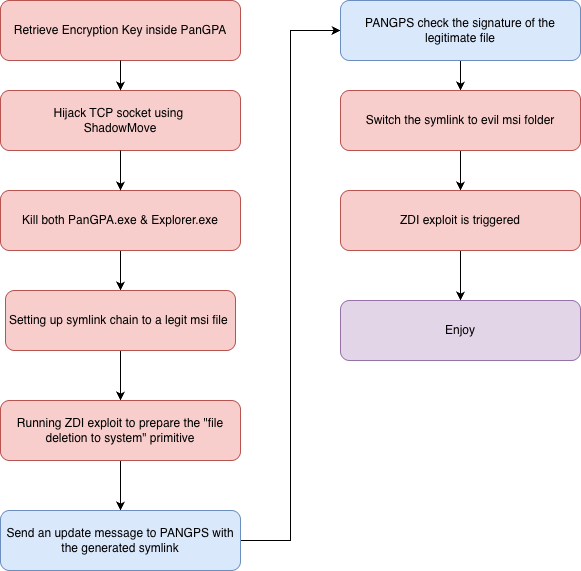 Retrieve Encryption Key inside PanGPA
Hijack TCP socket using
ShadowMove
Kill both PanGPA.exe & Explorer.exe
Setting up symlink chain to a legit msi file
Running ZDI exploit to prepare the "file
deletion to system" primitive
Send an update message to PANGPS with
the generated symlink
PANGPS check the signature of the
legitimate file
Switch the symlink to evil msi folder
ZDI exploit is triggered
Enjoy